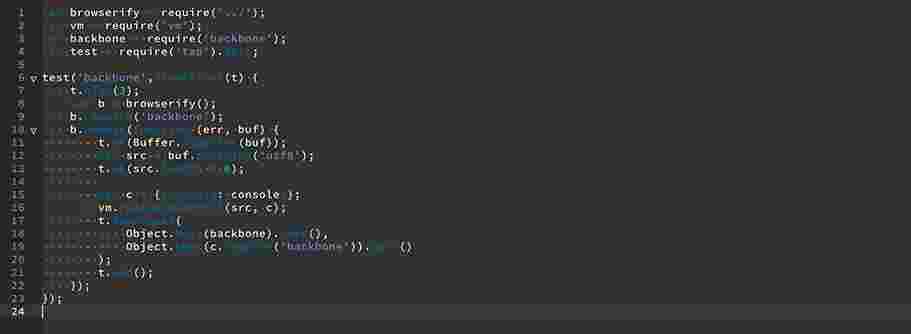 1 var browserify = require('../');
2 vm = require('vm');
3 backbone = require('backbone');
4 test = require('tap').test;
5
6 test('backbone', function (t) {
7 t.plan(3);
8 var b = browserify();
9 b.require('backbone');
10 b.bundle(function (err, buf) {
11 t.ok(Buffer.isBuffer(buf));
12 var src = buf.toString('utf8');
13 t.ok(src.length > 0);
14
15 var c = { console: console };
16 vm.runInNewContext(src, c);
17 t.deepEqual(
18 Object.keys(backbone).sort(),
19 Object.keys(c.require('backbone')).sort()
20 );
21 t.end();
22 });
23 });
24